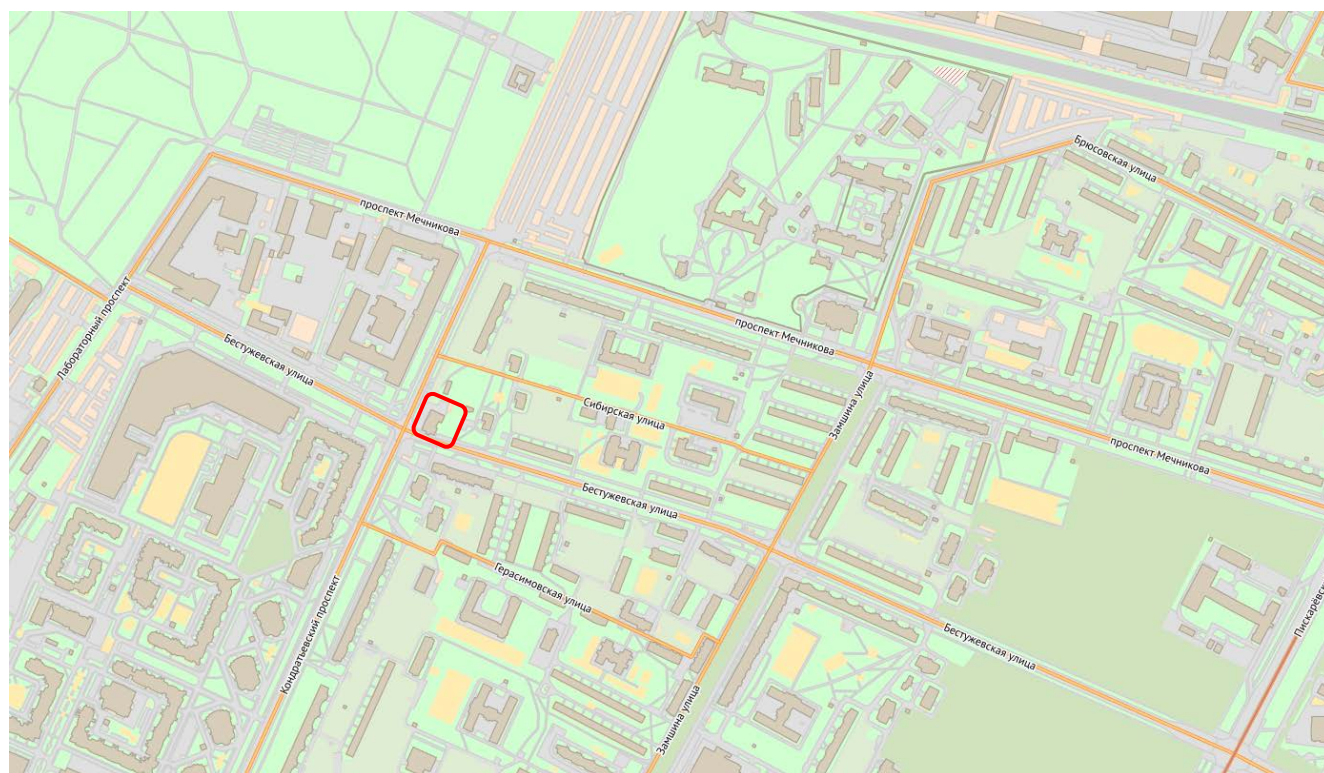 Брюсовская улица
проспект Мечникова
Лабораторный проспект
проспект Мечникова
Бестужевская улица
Сибирская улица
Замшина улица
проспект Мечникова
Бестужевская улица
Герасимовская улица
Кондратьевский проспект
Бестужевская улица
Пискарёвск
Замшина улица